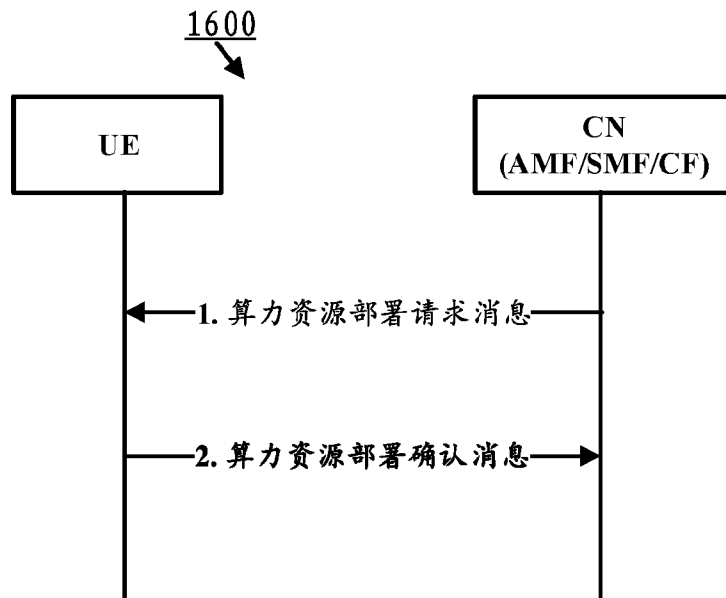 1600
UE
CN
(AMF/SMF/CF)
1. 算力资源部署请求消息
2. 算力资源部署确认消息